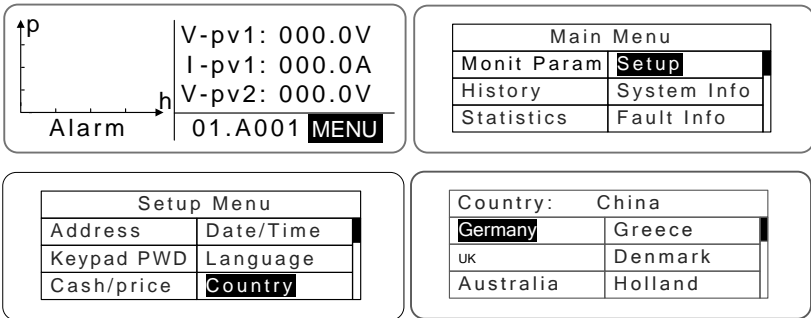 p
V-pv1: 000.0V
I-pv1: 000.0A
V-pv2: 000.0V
h
Alarm
01.A001 MENU
Main Menu
Monit Param Setup
History System Info
Statistics Fault Info
Setup Menu
Address Date/Time
Keypad PWD Language
Cash/price Country
Country: China
Germany Greece
UK Denmark
Australia Holland